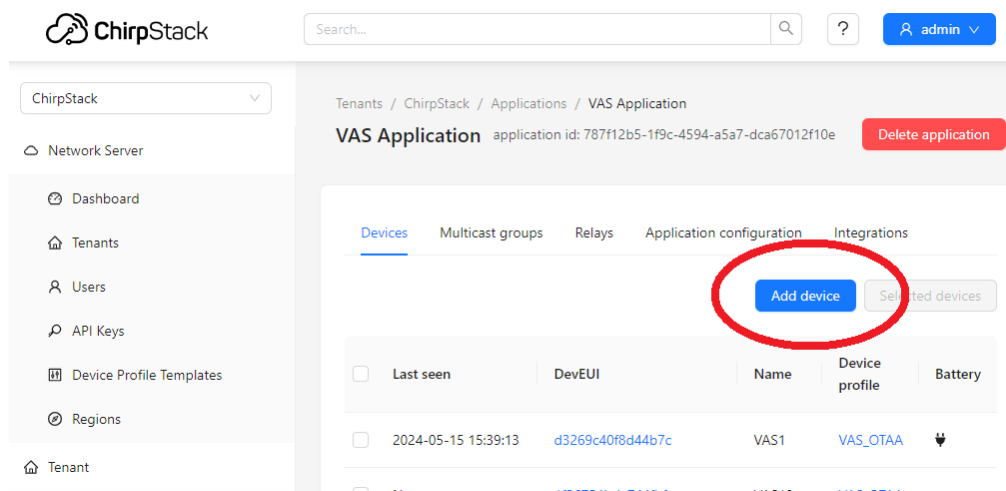 ChirpStack
Search...
?
admin
ChirpStack
Tenants / ChirpStack / Applications / VAS Application
VAS Application application id: 787f12b5-1f9c-4594-a5a7-dca67012f10e
Delete application
Network Server
Dashboard
Tenants
Users
API Keys
Device Profile Templates
Regions
Tenant
Devices Multicast groups Relays Application configuration Integrations
Add device Selected devices
Last seen DevEUI Name Device profile Battery
2024-05-15 15:39:13 d3269c40f8d44b7c VAS1 VAS_OTAA